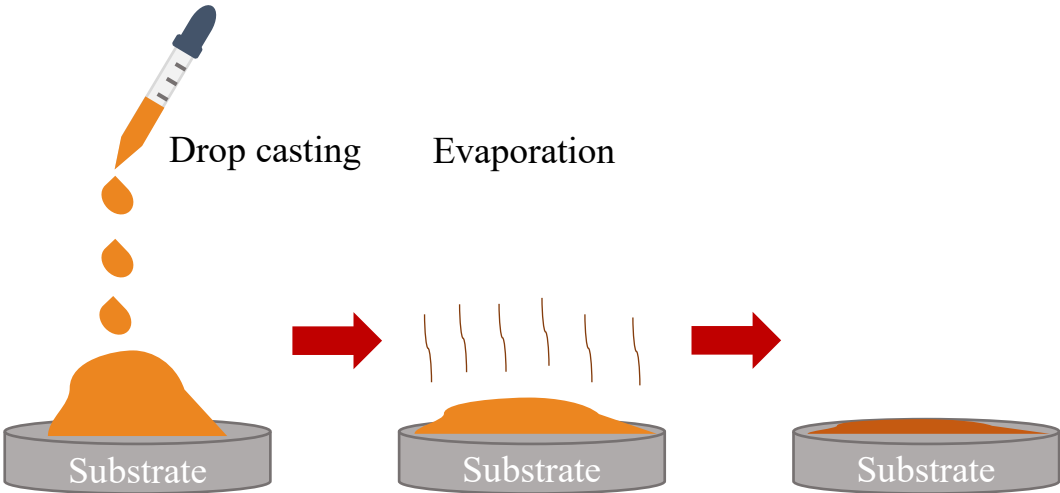 Drop casting
Evaporation
Substrate
Substrate
Substrate